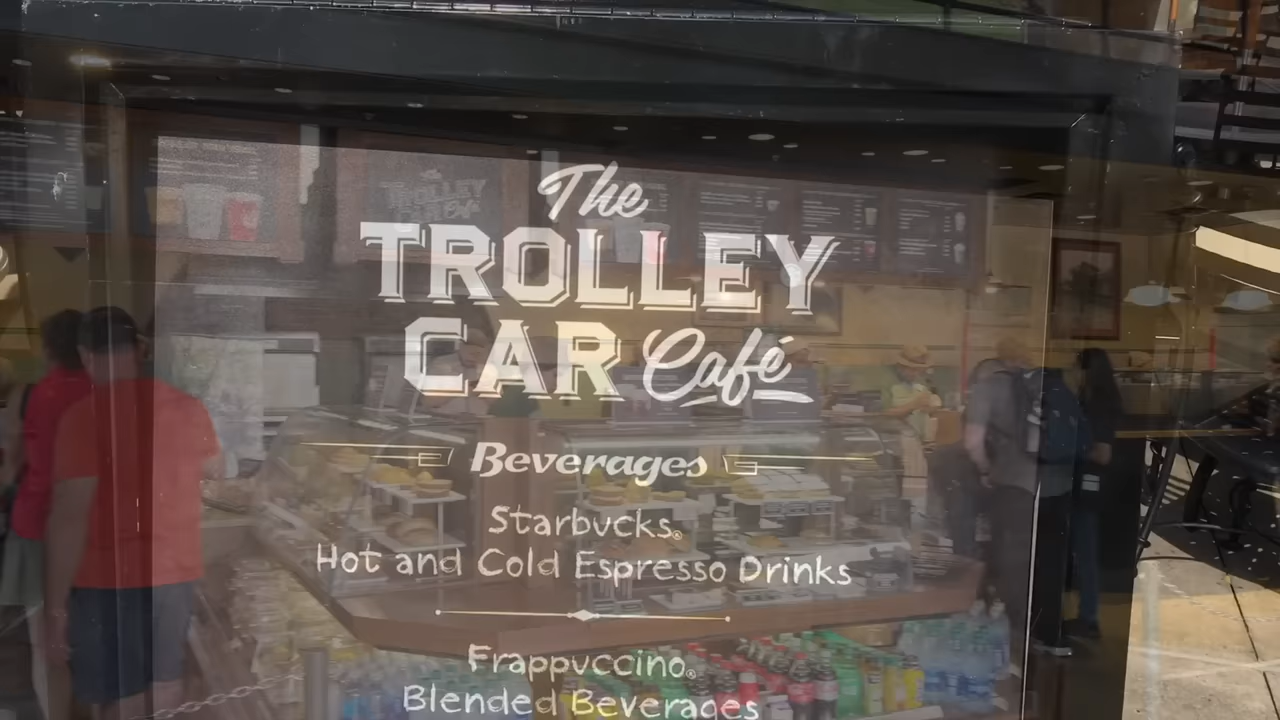 The
TROLLEY
CAR Café
Beverages
Starbucks®
Hot and Cold Espresso Drinks
Frappuccino®
Blended Beverages